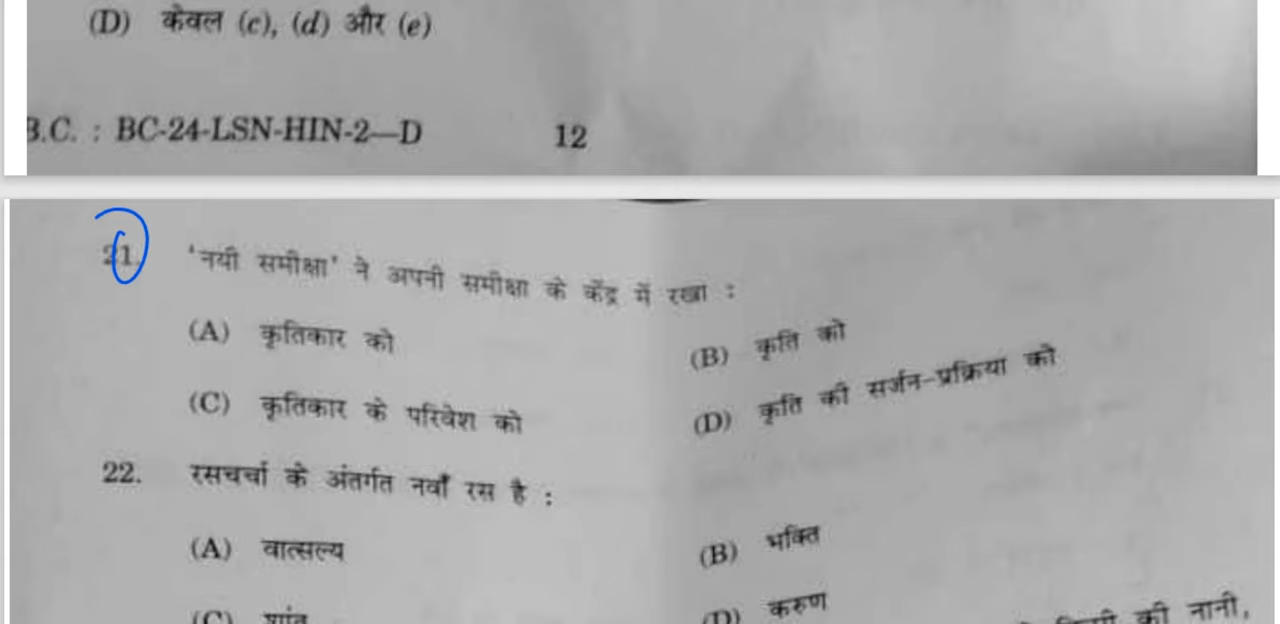 (D) केवल (c), (d) और (e)
B.C. : BC-24-LSN-HIN-2—D 12
21. 'नयी समीक्षा' ने अपनी समीक्षा के केंद्र में रखा :
(A) कृतिकार को (B) कृति को
(C) कृतिकार के परिवेश को (D) कृति की सर्जन-प्रक्रिया को
22. रसचर्चा के अंतर्गत नवाँ रस है :
(A) वात्सल्य (B) भक्ति
(C) शांत (D) करुण
की नानी,